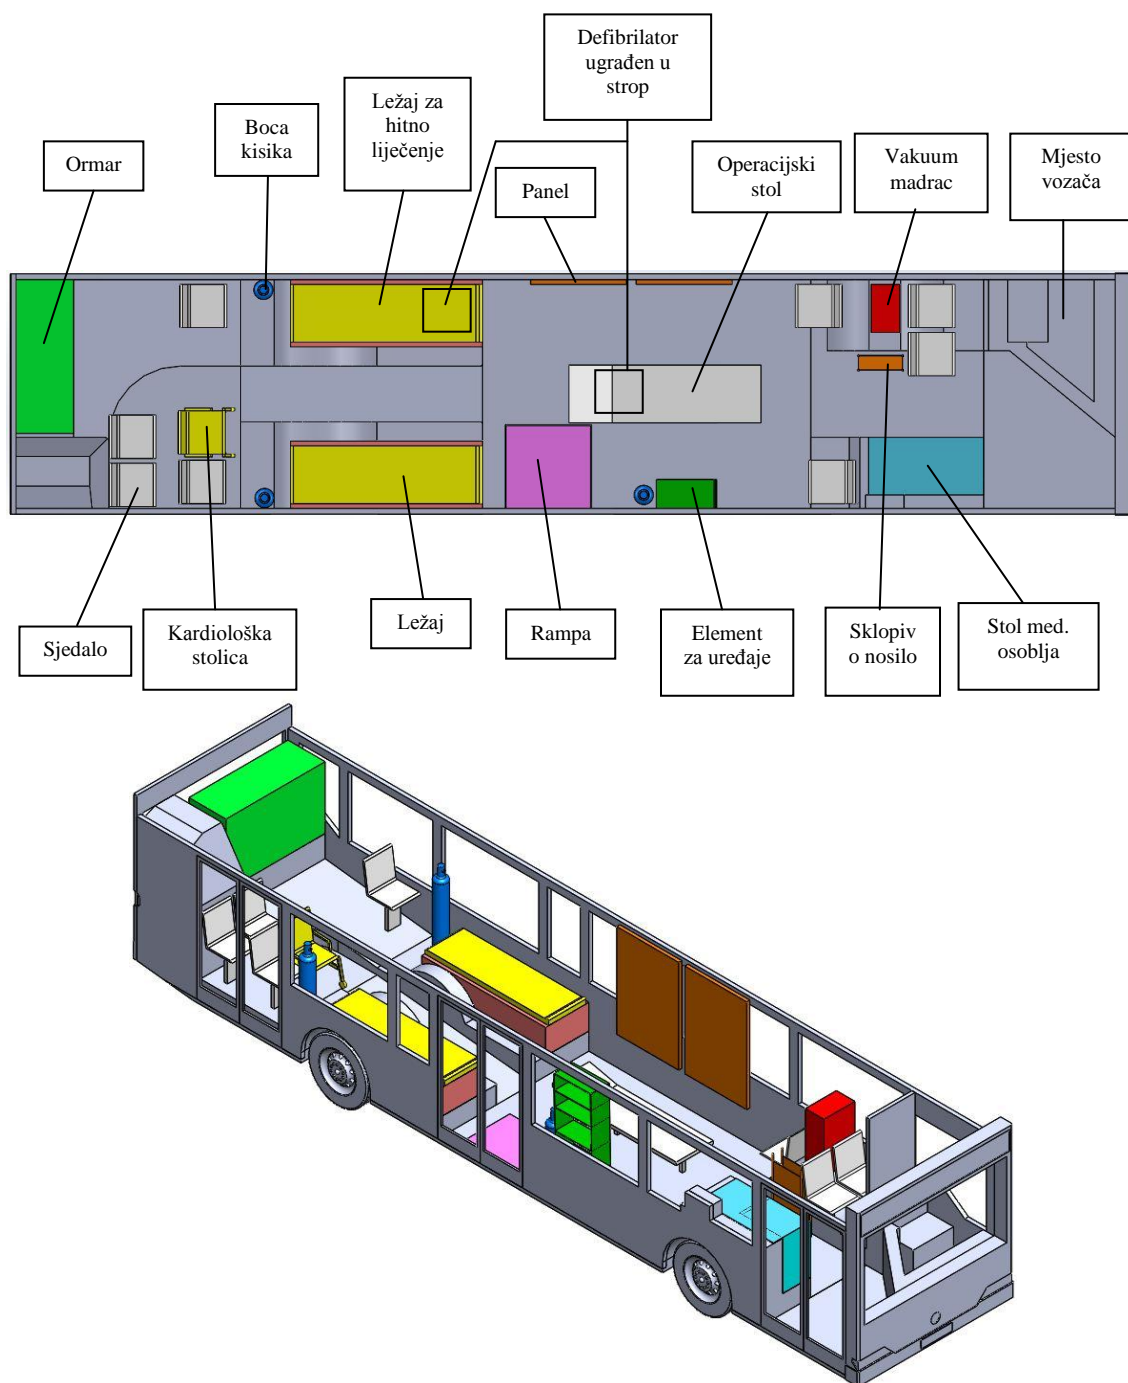 Defibrilator
ugrađen u
strop
Ležaj za
hitno
liječenje
Boca
kisika
Ormar
Panel
Operacijski
stol
Vakuum
madrac
Mjesto
vozača
Sjedalo
Kardiološka
stolica
Ležaj
Rampa
Element
za uređaje
Sklopiv
o nosilo
Stol med.
osoblja